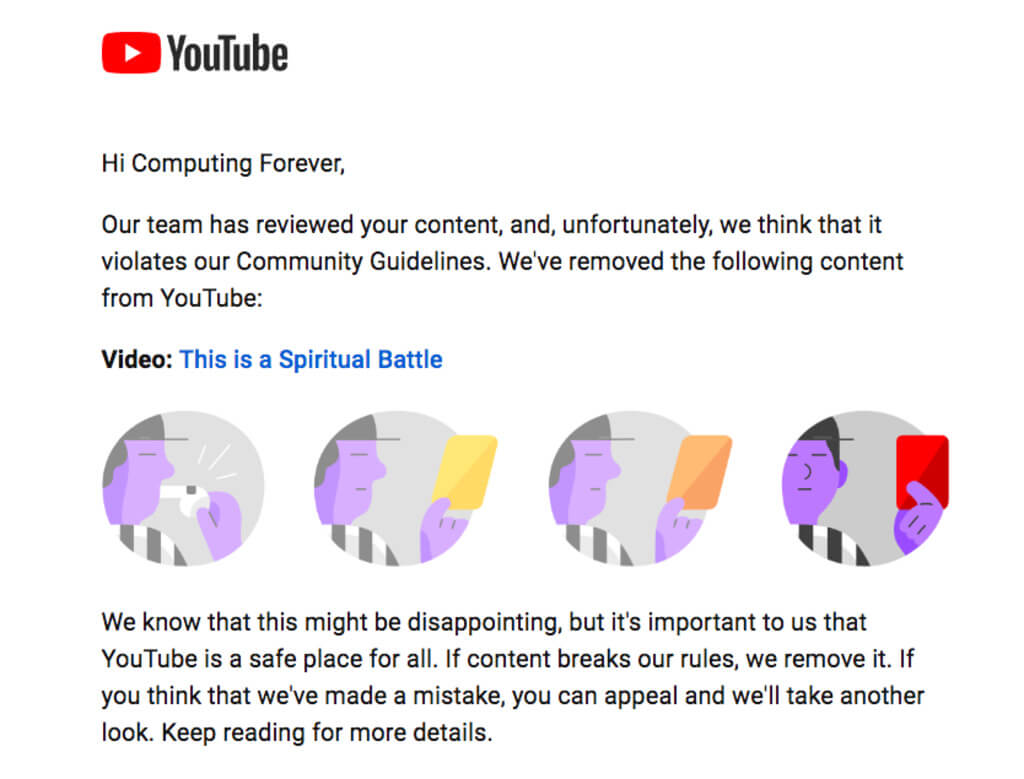 YouTube
Hi Computing Forever,
Our team has reviewed your content, and, unfortunately, we think that it
violates our Community Guidelines. We've removed the following content
from YouTube:
Video: This is a Spiritual Battle
We know that this might be disappointing, but it's important to us that
YouTube is a safe place for all. If content breaks our rules, we remove it. If
you think that we've made a mistake, you can appeal and we'll take another
look. Keep reading for more details.